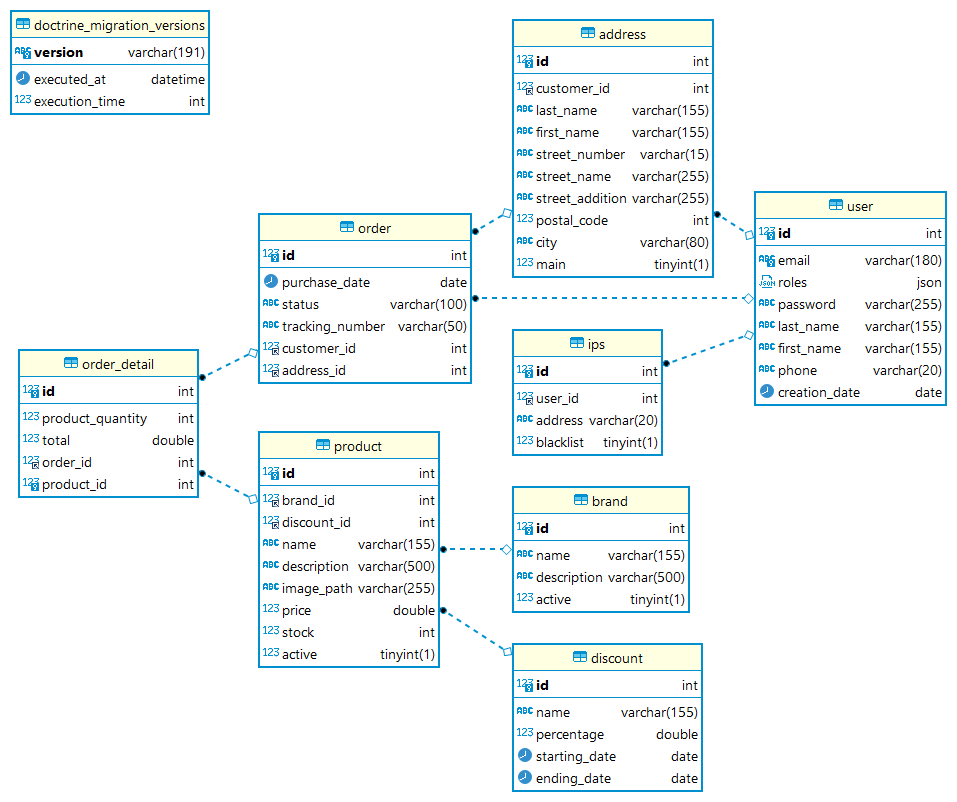 doctrine_migration_versions
version varchar(191)
executed_at datetime
execution_time int
address
id int
customer_id int
last_name varchar(155)
first_name varchar(155)
street_number varchar(15)
street_name varchar(255)
street_addition varchar(255)
postal_code int
city varchar(80)
main tinyint(1)
user
id int
email varchar(180)
roles json
password varchar(255)
last_name varchar(155)
first_name varchar(155)
phone varchar(20)
creation_date date
order
id int
purchase_date date
status varchar(100)
tracking_number varchar(50)
customer_id int
address_id int
ips
id int
user_id int
address varchar(20)
blacklist tinyint(1)
order_detail
id int
product_quantity int
total double
order_id int
product_id int
product
id int
brand_id int
discount_id int
name varchar(155)
description varchar(500)
image_path varchar(255)
price double
stock int
active tinyint(1)
brand
id int
name varchar(155)
description varchar(500)
active tinyint(1)
discount
id int
name varchar(155)
percentage double
starting_date date
ending_date date